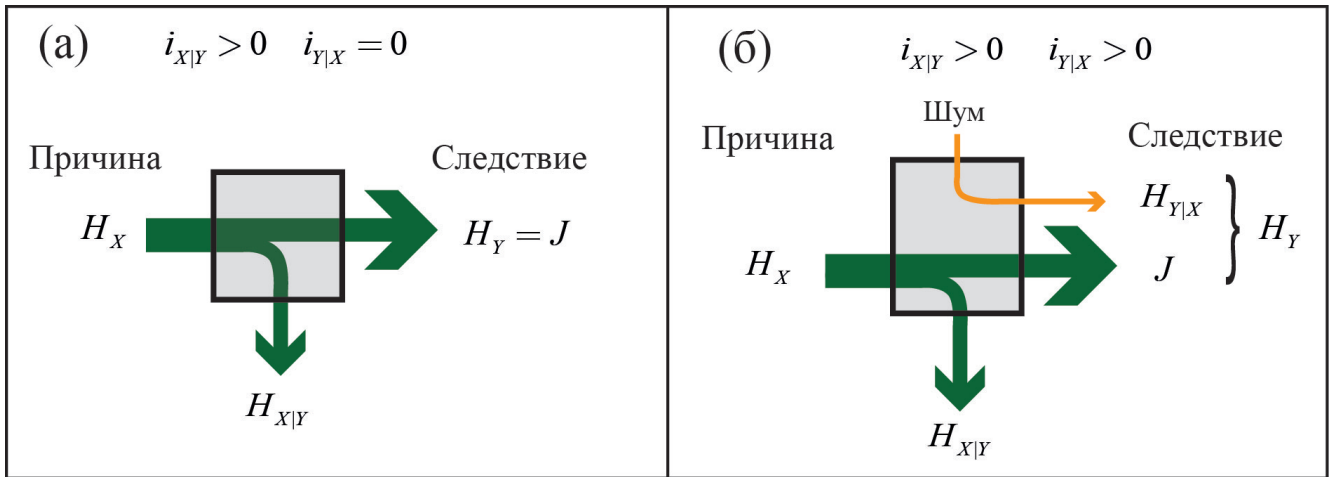 (а) i_{X|Y} > 0 i_{Y|X} = 0
Причина Следствие
H_X H_Y = J
H_{X|Y}
(б) i_{X|Y} > 0 i_{Y|X} > 0
Шум
Причина Следствие
H_{Y|X}
H_X J } H_Y
H_{X|Y}